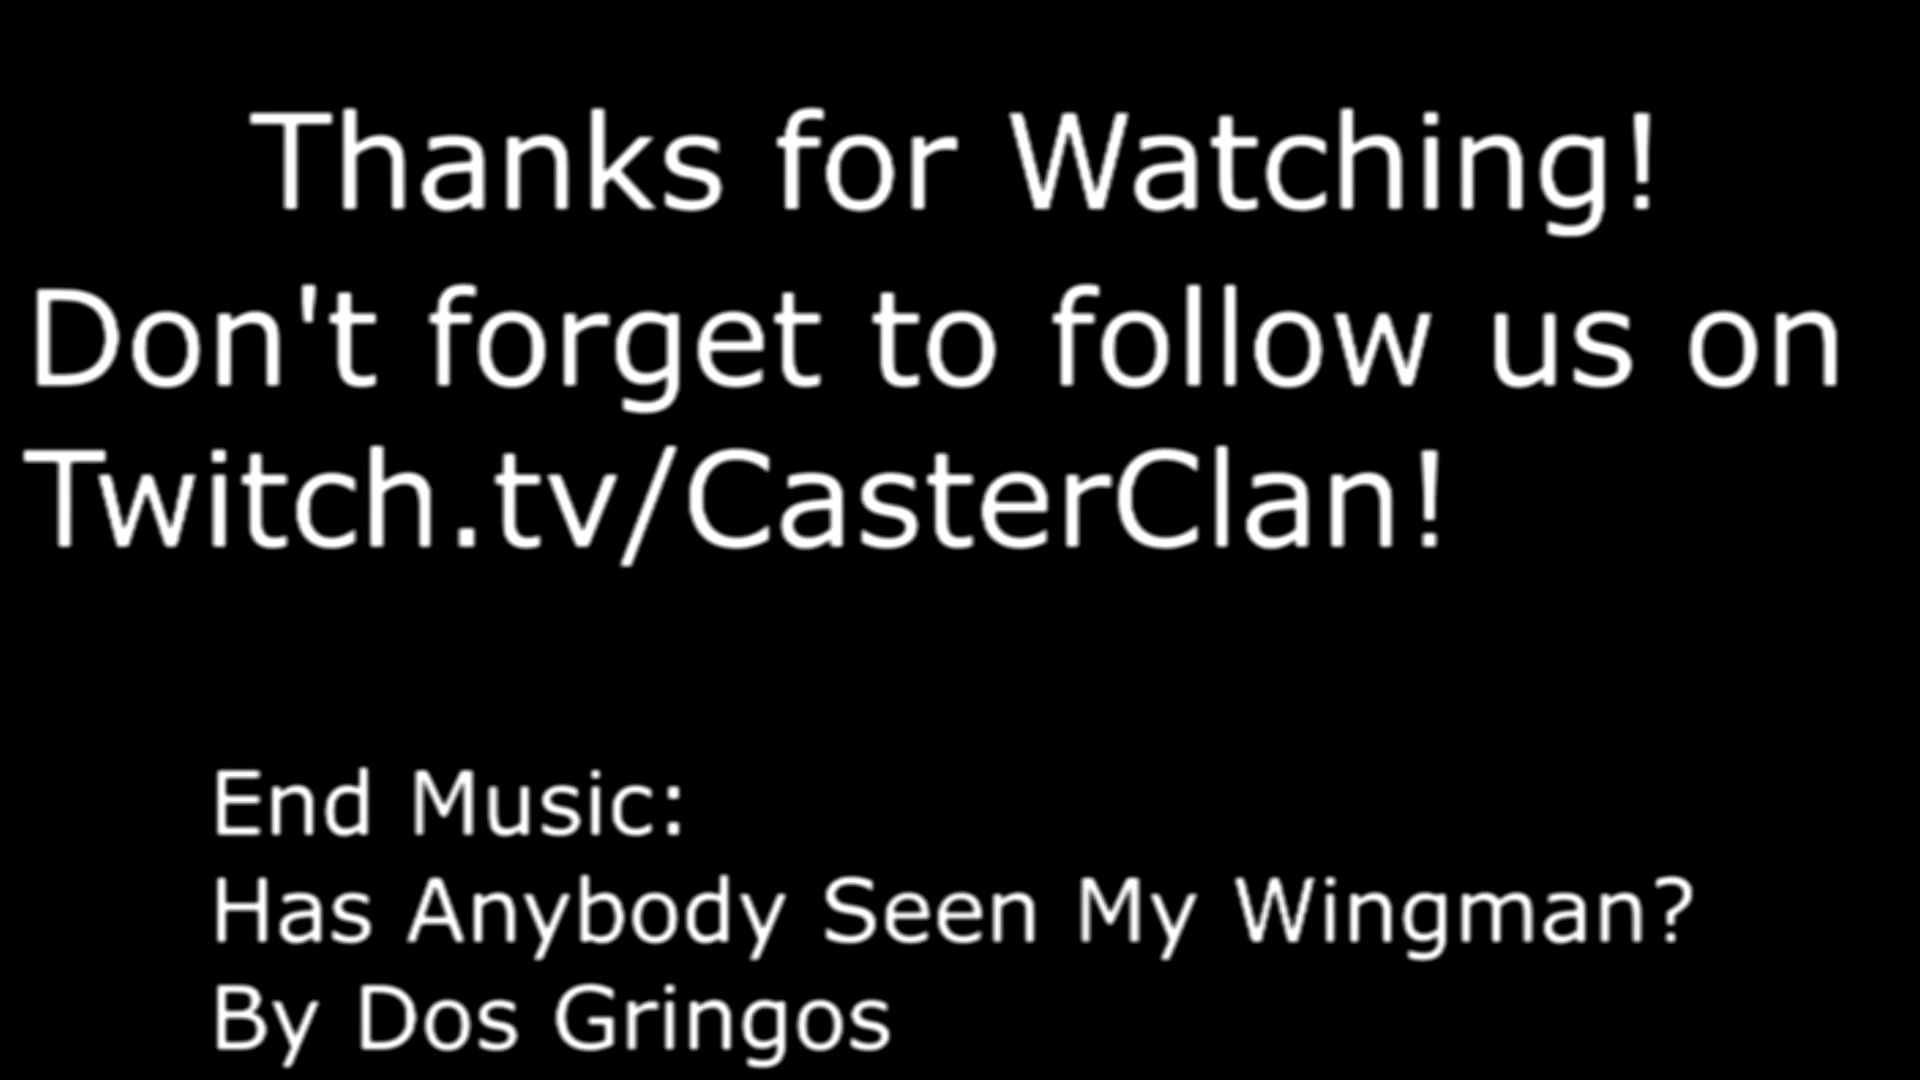 Thanks for Watching!
Don't forget to follow us on
Twitch.tv/CasterClan!
End Music:
Has Anybody Seen My Wingman?
By Dos Gringos